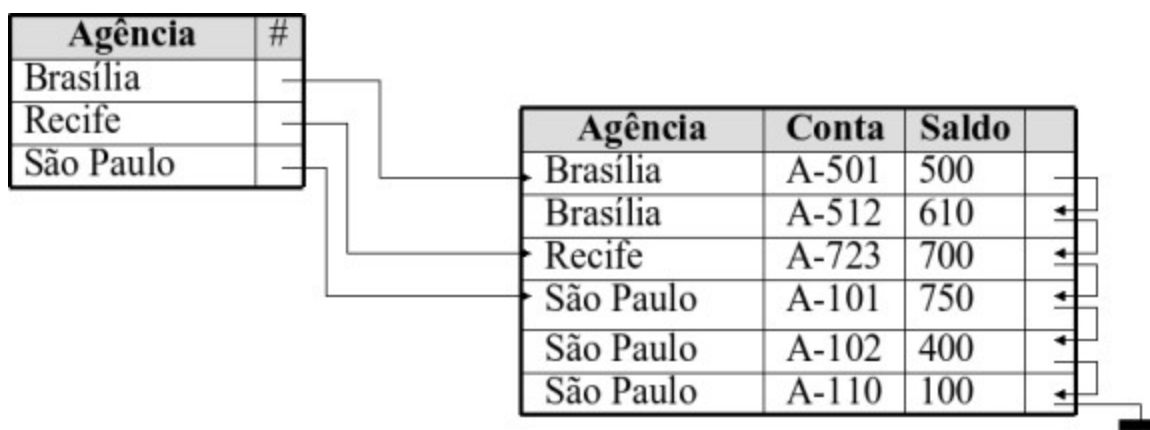 Agência #
Brasília
Recife
São Paulo
Agência Conta Saldo
Brasília A-501 500
Brasília A-512 610
Recife A-723 700
São Paulo A-101 750
São Paulo A-102 400
São Paulo A-110 100